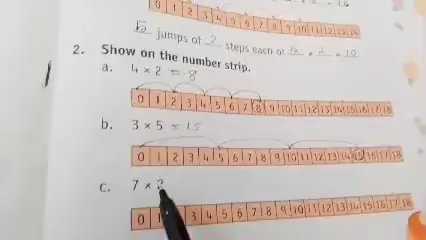 0 1 2 3 4 5 6 7 8 9 10 11 12 13 14
jumps of 2 steps each or × 2 = 10
2. Show on the number strip.
a. 4 × 2 = 8
0 1 2 3 4 5 6 7 8 9 10 11 12 13 14 15 16 17 18
b. 3 × 5 = 15
0 1 2 3 4 5 6 7 8 9 10 11 12 13 14 15 16 17 18
c. 7 × 2
0 1 3 4 5 6 7 8 9 10 11 12 13 14 15 16 17 18